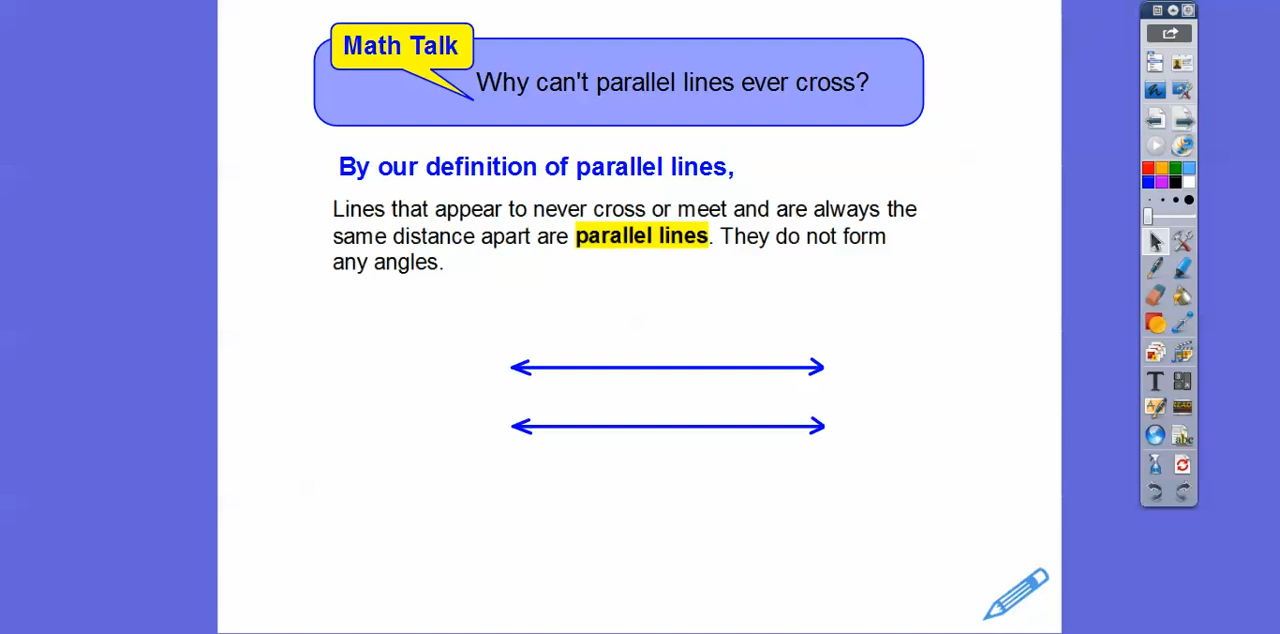 Math Talk
Why can't parallel lines ever cross?
By our definition of parallel lines,
Lines that appear to never cross or meet and are always the
same distance apart are parallel lines. They do not form
any angles.